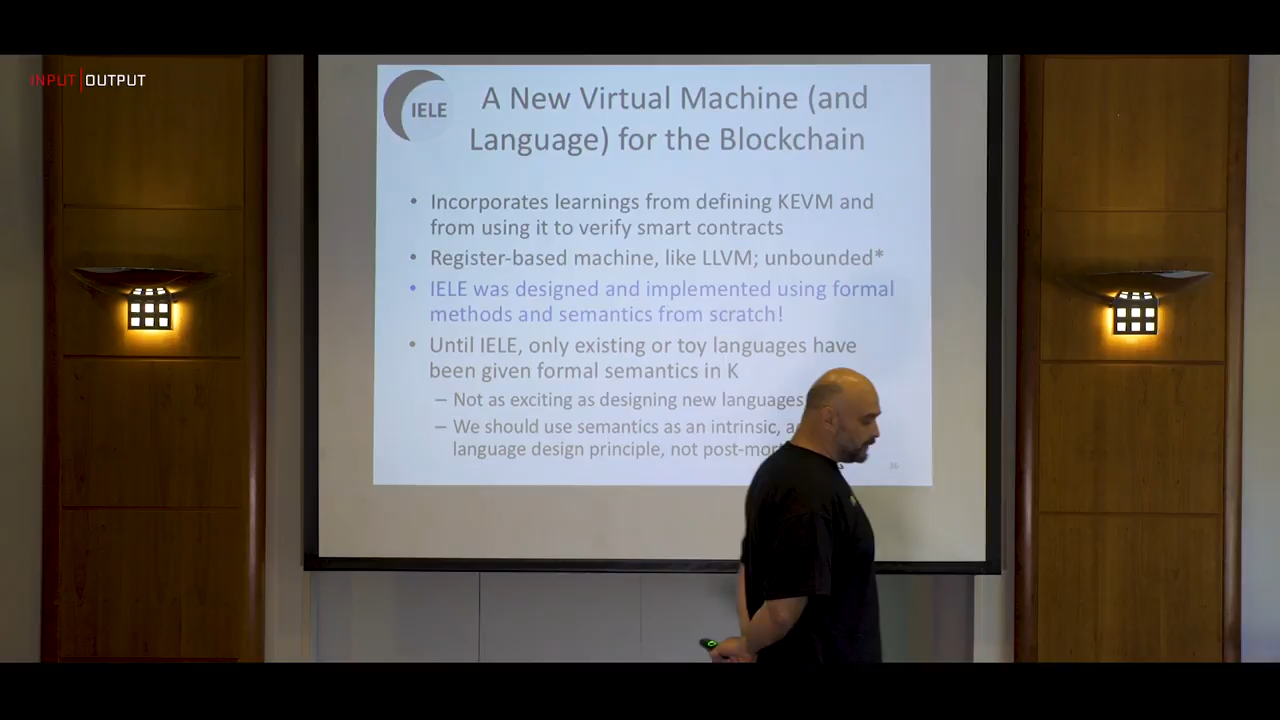 INPUT|OUTPUT
IELE
A New Virtual Machine (and
Language) for the Blockchain
• Incorporates learnings from defining KEVM and
from using it to verify smart contracts
• Register-based machine, like LLVM; unbounded*
• IELE was designed and implemented using formal
methods and semantics from scratch!
• Until IELE, only existing or toy languages have
been given formal semantics in K
– Not as exciting as designing new languages
– We should use semantics as an intrinsic,
language design principle, not
36